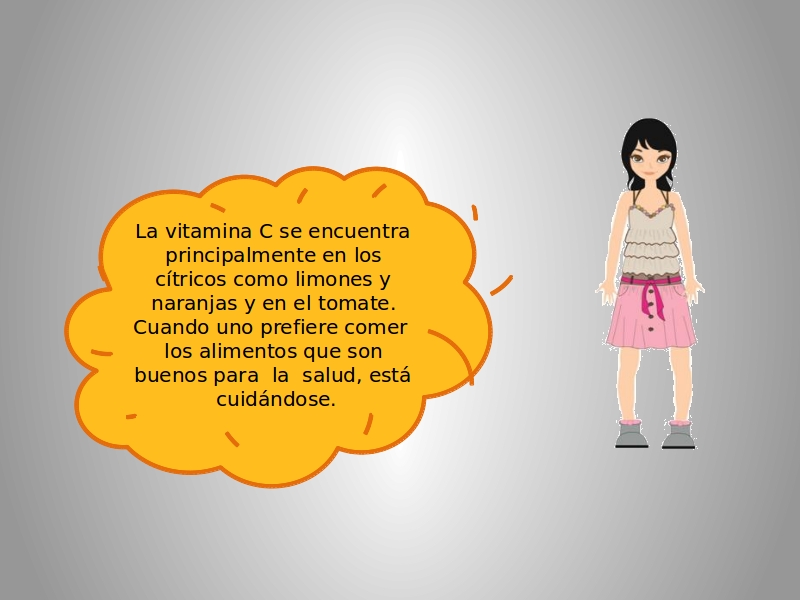 La vitamina C se encuentra
principalmente en los
cítricos como limones y
naranjas y en el tomate.
Cuando uno prefiere comer
los alimentos que son
buenos para  la  salud, está
cuidándose.